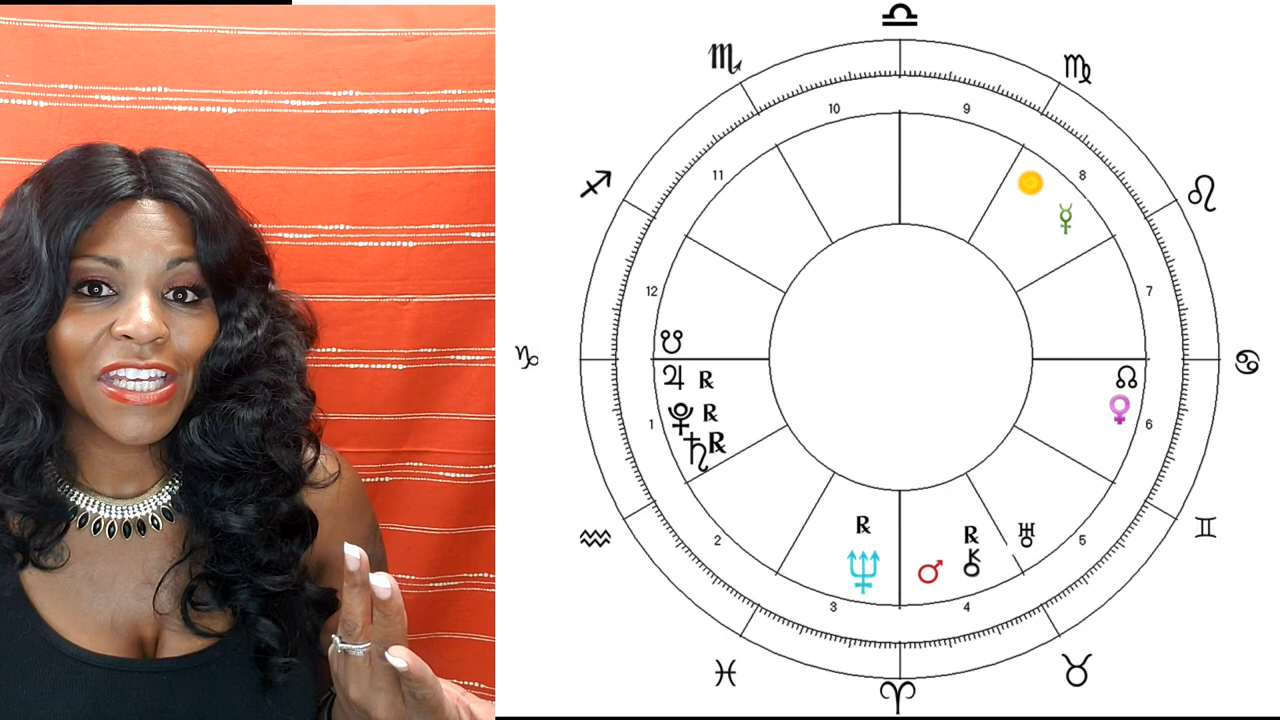 ♎
♏ ♍
10 9
11 8
♐ ☿ ♌
12 7
☋
♑ ♋
♃ ℞ ☊
♇ ℞ ♀
1 6
♄ ℞
♒ 2 ℞ ℞ ♅ 5 ♊
♆ ♂ ⚷
3 4
♓ ♉
♈